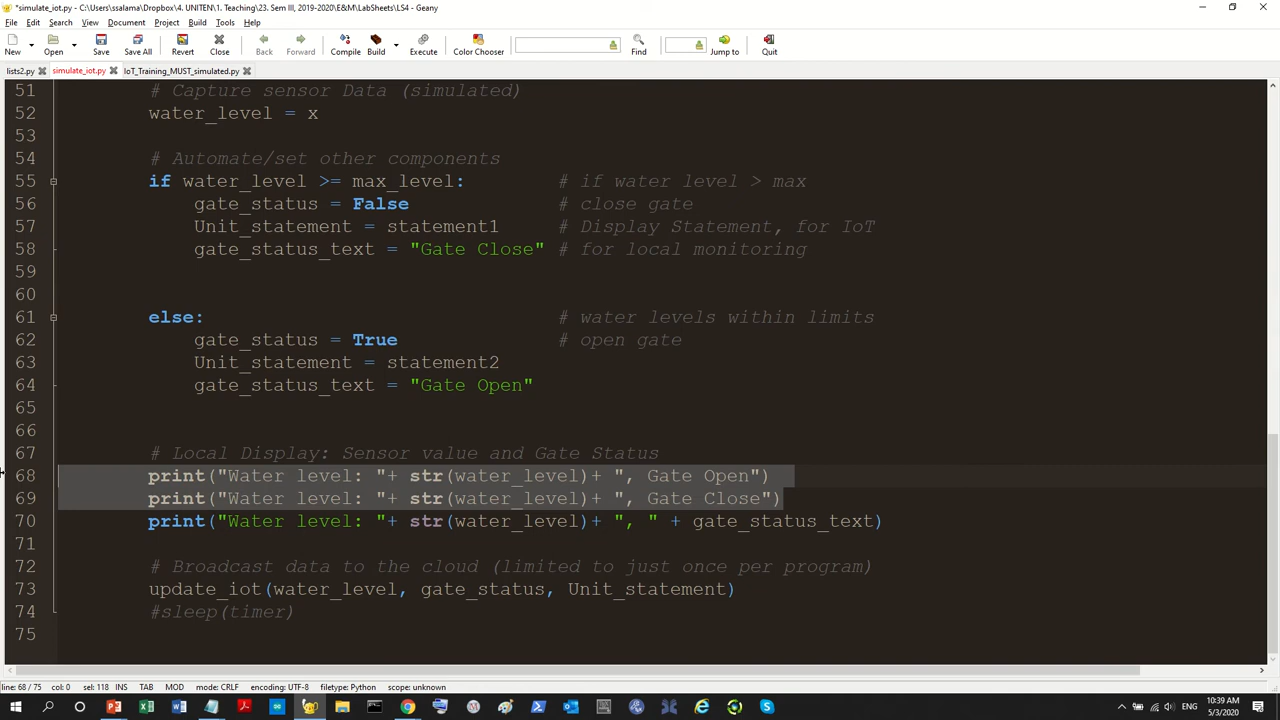 *simulate_iot.py - C:\Users\ssalama\Dropbox\4. UNITEN\1. Teaching\23. Sem III, 2019-2020\E&M\LabSheets\LS4 - Geany
File Edit Search View Document Project Build Tools Help
New Open Save Save All Revert Close Back Forward Compile Build Execute Color Chooser Find Jump to Quit
lists2.py simulate_iot.py IoT_Training_MUST_simulated.py
51 # Capture sensor Data (simulated)
52 water_level = x
53
54 # Automate/set other components
55 if water_level >= max_level: # if water level > max
56 gate_status = False # close gate
57 Unit_statement = statement1 # Display Statement, for IoT
58 gate_status_text = "Gate Close" # for local monitoring
59
60
61 else: # water levels within limits
62 gate_status = True # open gate
63 Unit_statement = statement2
64 gate_status_text = "Gate Open"
65
66
67 # Local Display: Sensor value and Gate Status
68 print("Water level: "+ str(water_level)+ ", Gate Open")
69 print("Water level: "+ str(water_level)+ ", Gate Close")
70 print("Water level: "+ str(water_level)+ ", " + gate_status_text)
71
72 # Broadcast data to the cloud (limited to just once per program)
73 update_iot(water_level, gate_status, Unit_statement)
74 #sleep(timer)
75
line: 68 / 75 col: 0 sel: 118 INS TAB MOD mode: CRLF encoding: UTF-8 filetype: Python scope: unknown
10:39 AM
ENG
5/3/2020